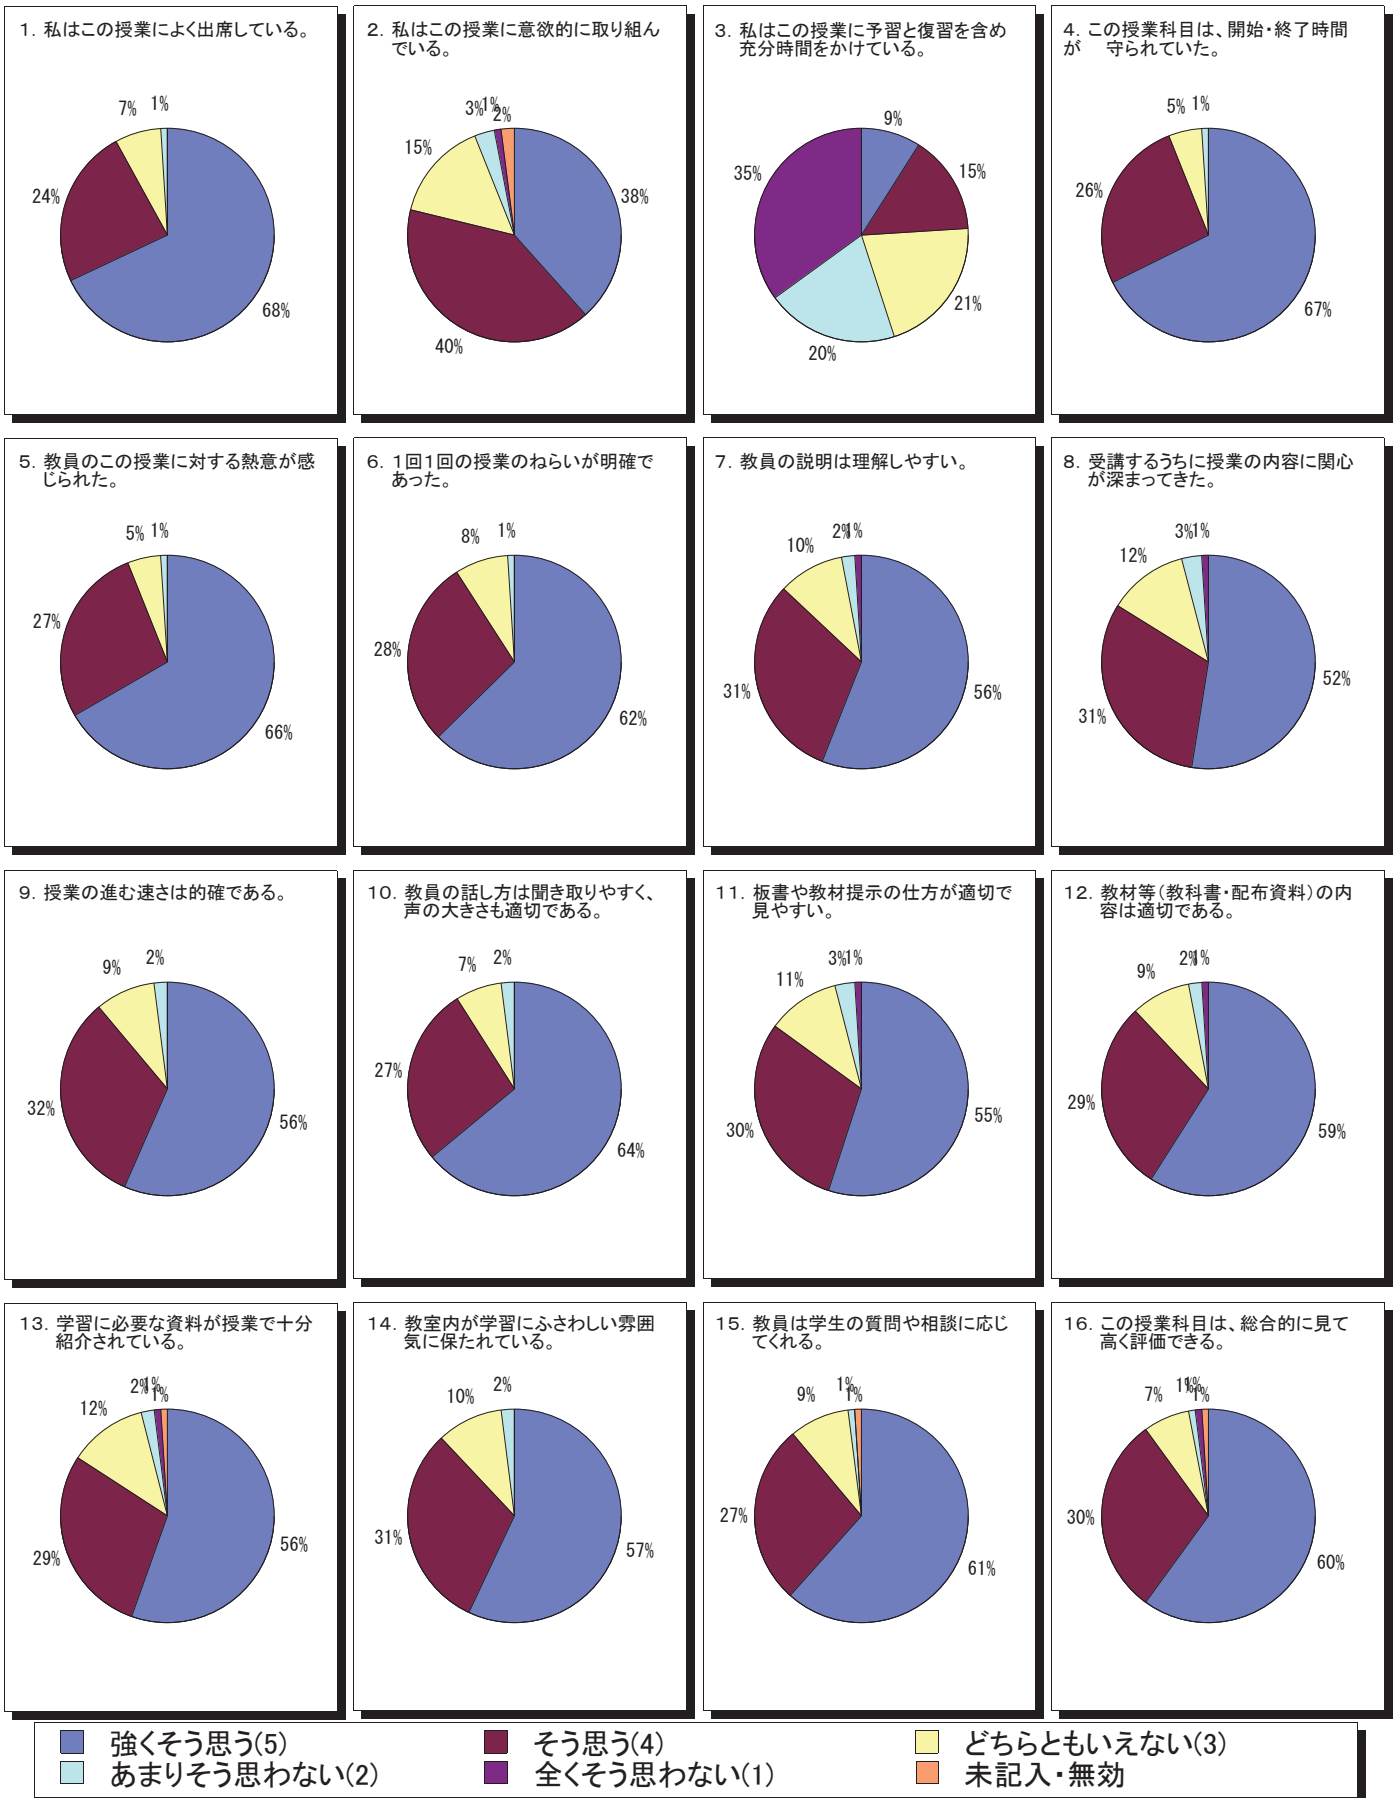 1．私はこの授業によく出席している。
7%
1%
24%
68%
2．私はこの授業に意欲的に取り組ん
でいる。
3%
1%
2%
15%
38%
40%
3．私はこの授業に予習と復習を含め
充分時間をかけている。
9%
35%
15%
21%
20%
4．この授業科目は、開始・終了時間
が　守られていた。
5%
1%
26%
67%
5．教員のこの授業に対する熱意が感
じられた。
5%
1%
27%
66%
6．1回1回の授業のねらいが明確で
あった。
8%
1%
28%
62%
7．教員の説明は理解しやすい。
2%
1%
10%
31%
56%
8．受講するうちに授業の内容に関心
が深まってきた。
3%
1%
12%
52%
31%
9．授業の進む速さは的確である。
9%
2%
32%
56%
10．教員の話し方は聞き取りやすく、
声の大きさも適切である。
7%
2%
27%
64%
11．板書や教材提示の仕方が適切で
見やすい。
3%
1%
11%
30%
55%
12．教材等（教科書・配布資料）の内
容は適切である。
2%
1%
9%
29%
59%
13．学習に必要な資料が授業で十分
紹介されている。
2%
1%
1%
12%
56%
29%
14．教室内が学習にふさわしい雰囲
気に保たれている。
10%
2%
31%
57%
15．教員は学生の質問や相談に応じ
てくれる。
9%
1%
1%
27%
61%
16．この授業科目は、総合的に見て
高く評価できる。
7%
1%
1%
1%
30%
60%
強くそう思う(5)
そう思う(4)
どちらともいえない(3)
あまりそう思わない(2)
全くそう思わない(1)
未記入・無効